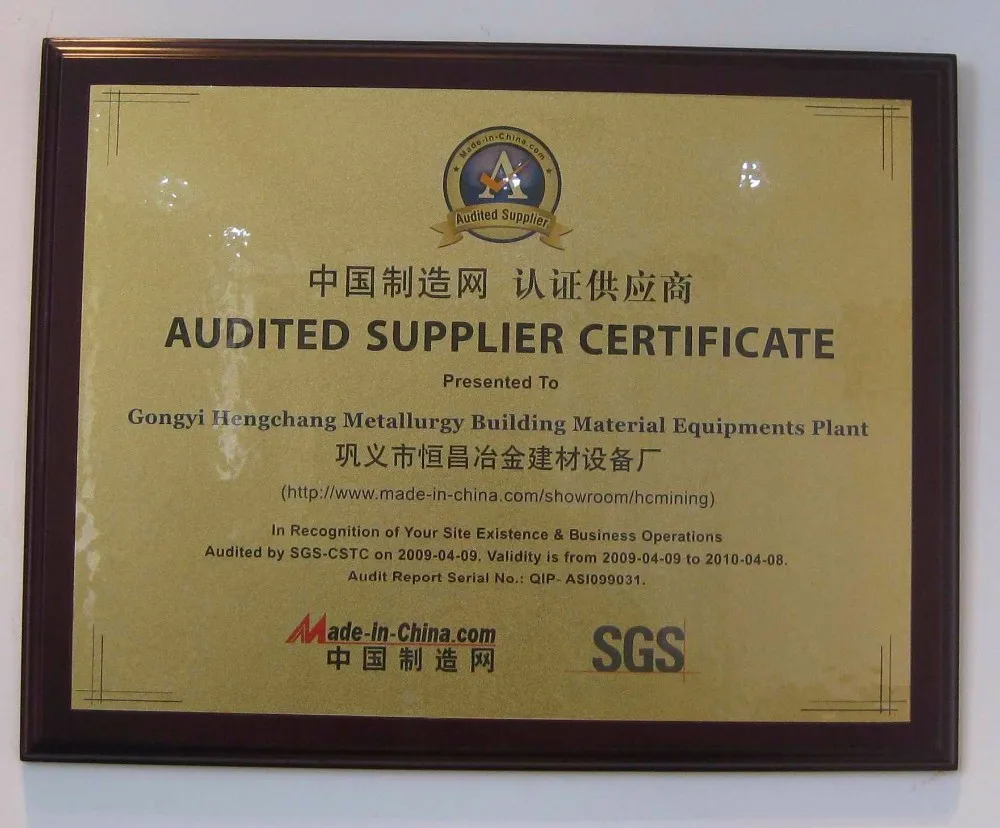 Made-in-China.com
A
Audited Supplier
中国制造网 认证供应商
AUDITED SUPPLIER CERTIFICATE
Presented To
Gongyi Hengchang Metallurgy Building Material Equipments Plant
巩义市恒昌冶金建材设备厂
(http://www.made-in-china.com/showroom/hcmining)
In Recognition of Your Site Existence & Business Operations
Audited by SGS-CSTC on 2009-04-09. Validity is from 2009-04-09 to 2010-04-08.
Audit Report Serial No.: QIP- ASI099031.
Made-in-China.com
中国制造网
SGS